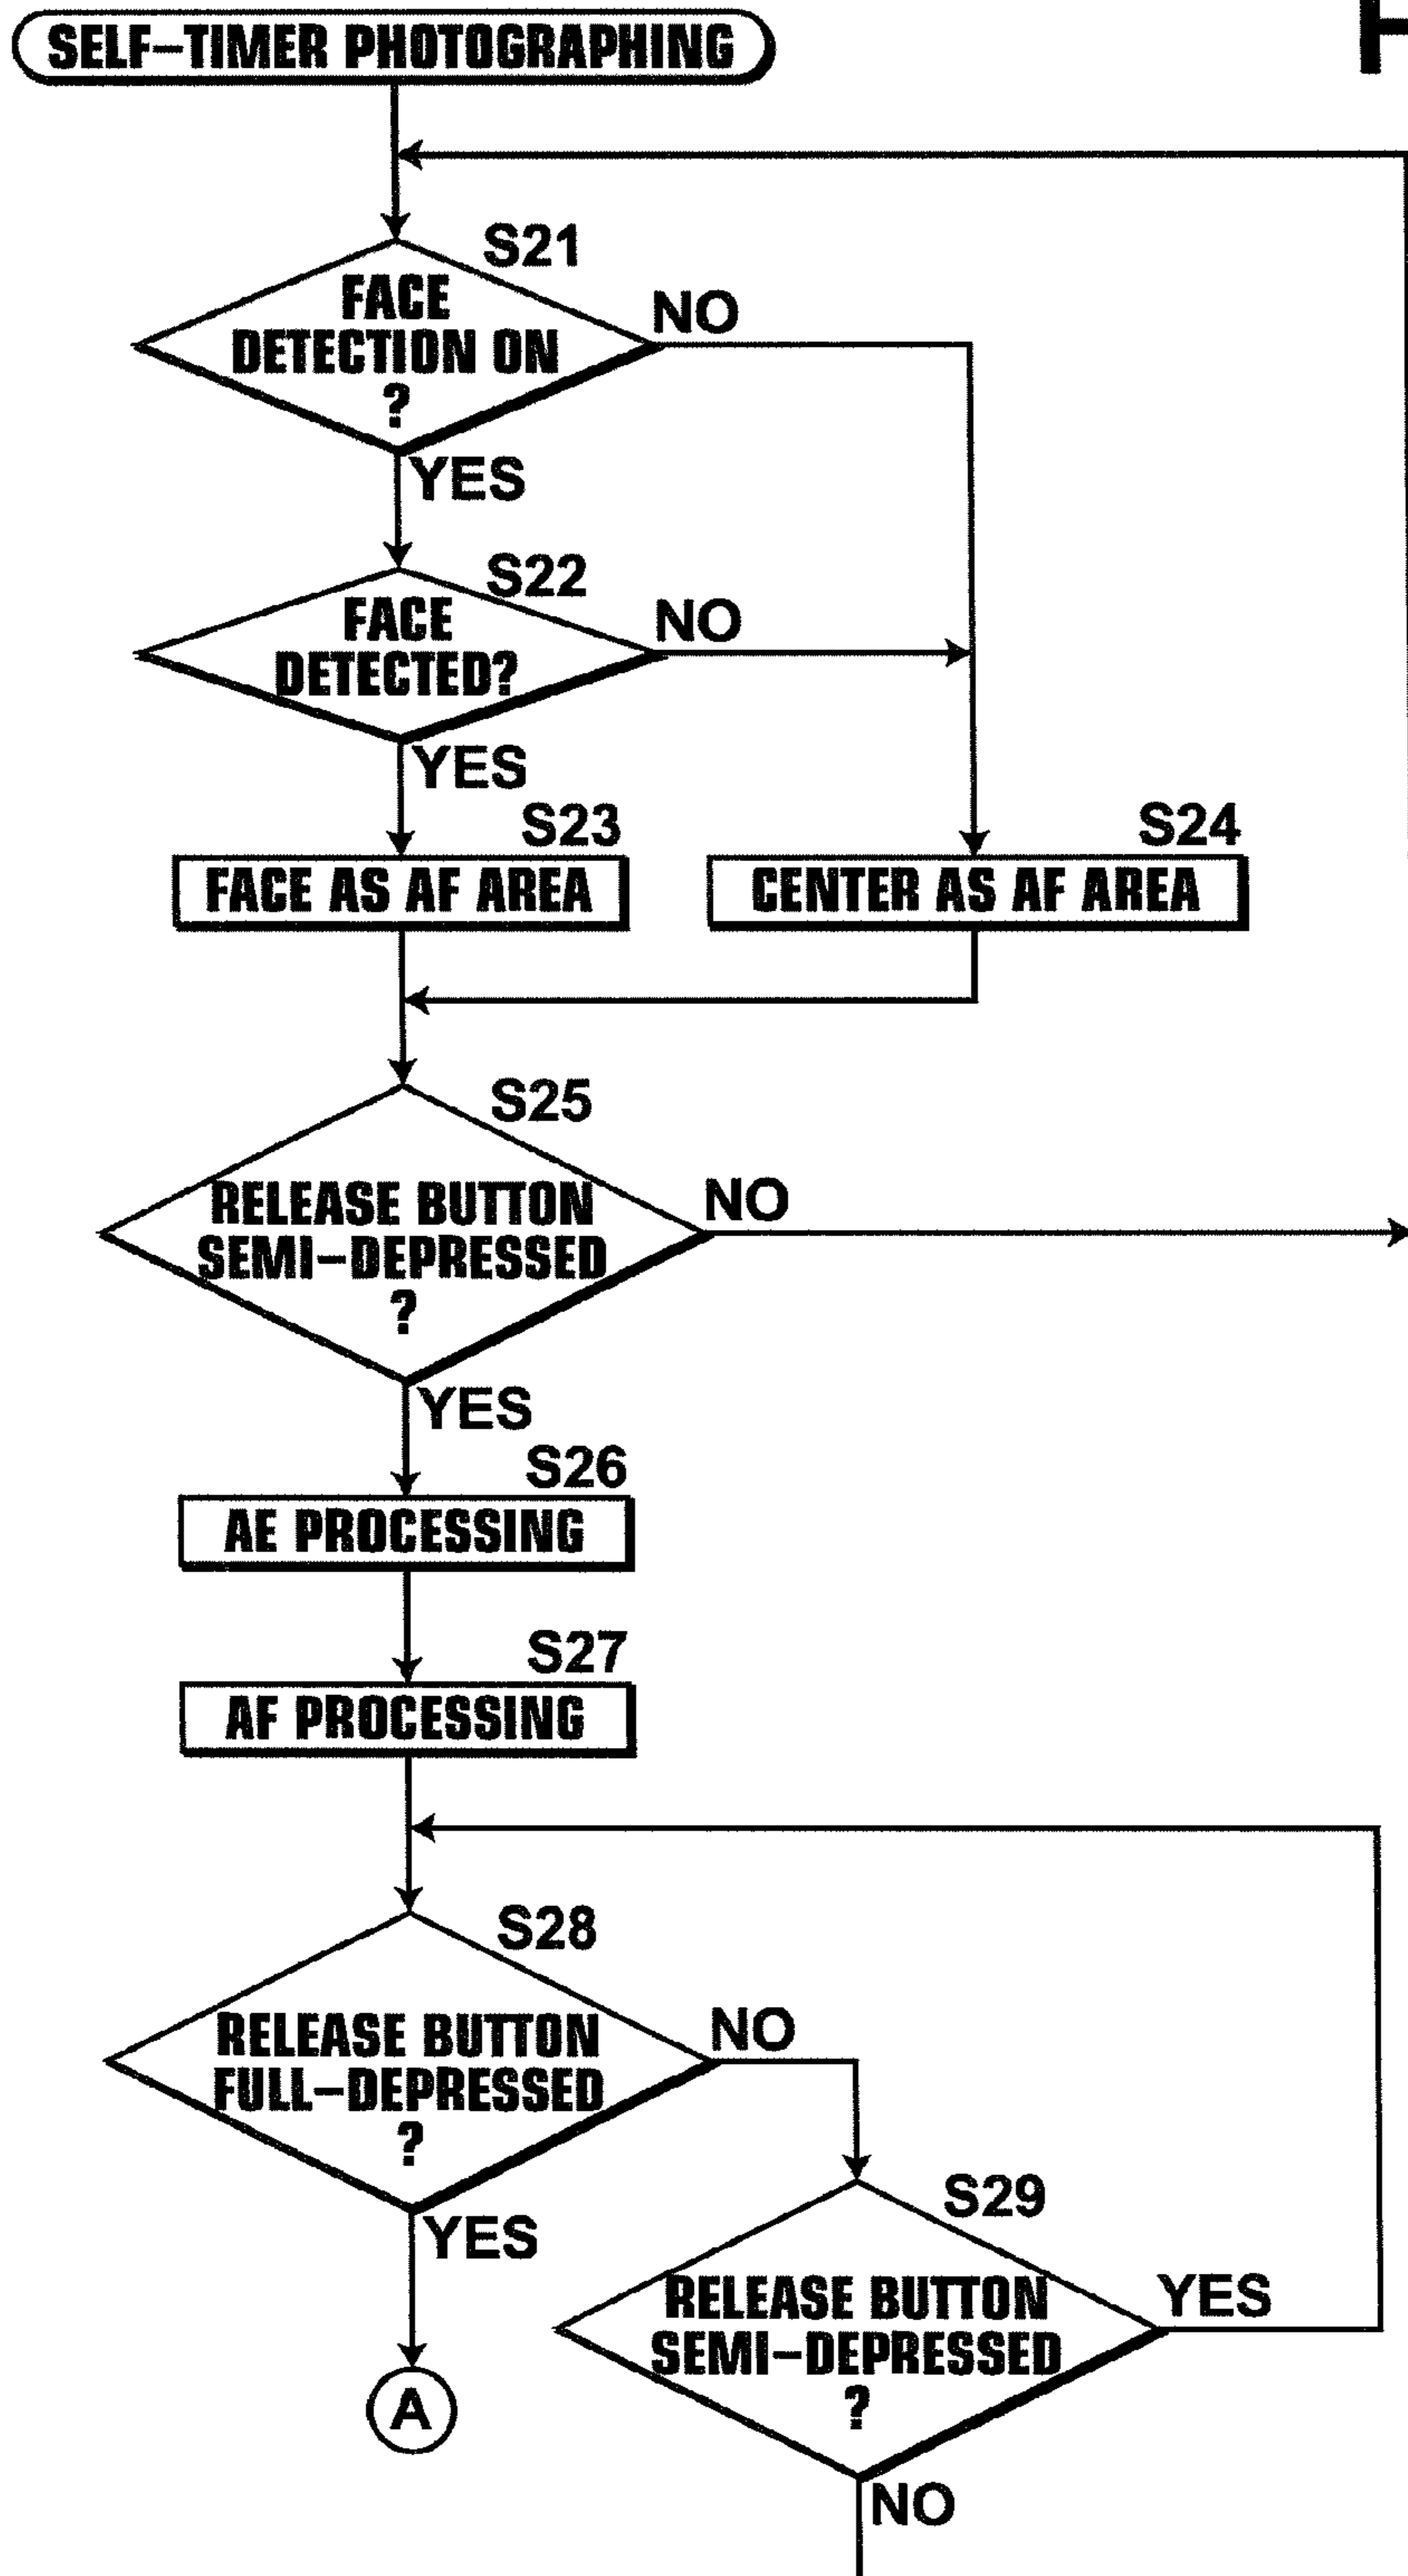 SELF-TIMER PHOTOGRAPHING
S21
FACE
DETECTION ON
?
NO
YES
S22
FACE
DETECTED?
NO
YES
S23
FACE AS AF AREA
S24
CENTER AS AF AREA
S25
RELEASE BUTTON
SEMI-DEPRESSED
?
NO
YES
S26
AE PROCESSING
S27
AF PROCESSING
S28
RELEASE BUTTON
FULL-DEPRESSED
?
NO
YES
S29
RELEASE BUTTON
SEMI-DEPRESSED
?
YES
A
NO